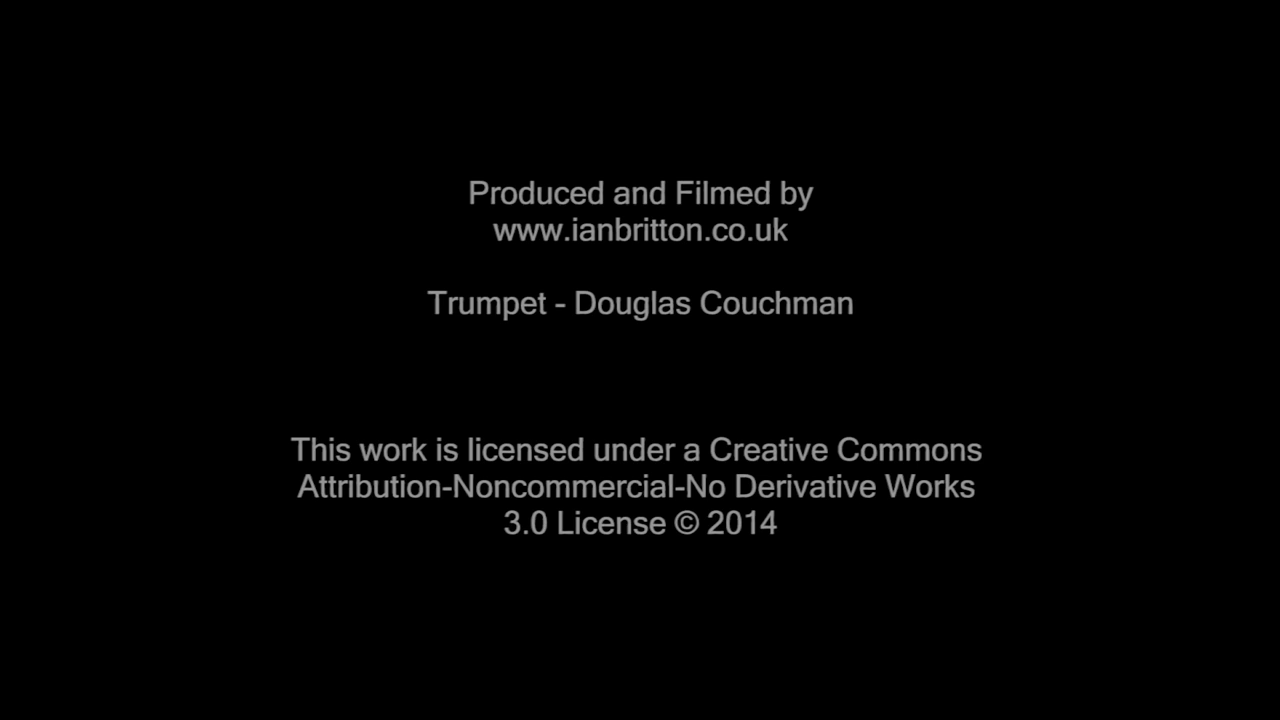 Produced and Filmed by
www.ianbritton.co.uk
Trumpet - Douglas Couchman
This work is licensed under a Creative Commons
Attribution-Noncommercial-No Derivative Works
3.0 License © 2014